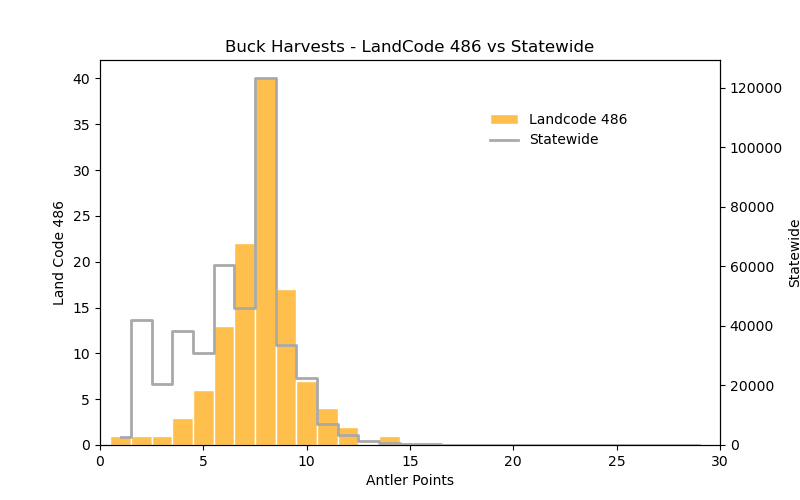 Buck Harvests - LandCode 486 vs Statewide
40
35
30
25
20
15
10
5
0
Land Code 486
Landcode 486
Statewide
120000
100000
80000
60000
40000
20000
0
Statewide
0 5 10 15 20 25 30
Antler Points